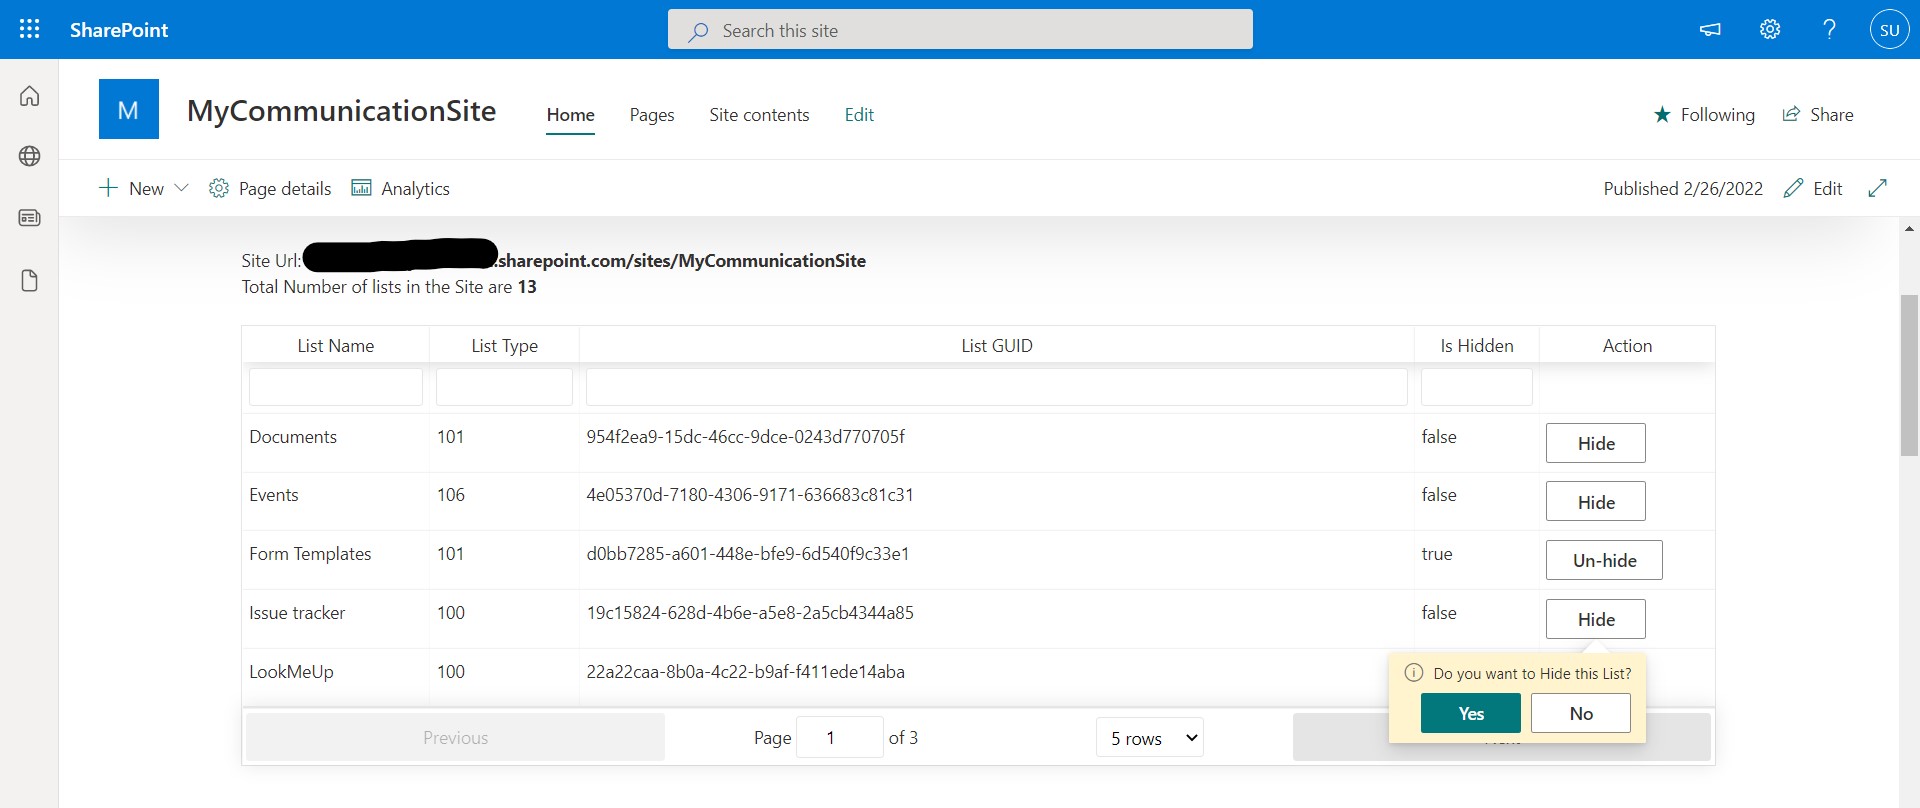 SharePoint
Search this site
SU
M
MyCommunicationSite
Home
Pages
Site contents
Edit
Following
Share
New
Page details
Analytics
Published 2/26/2022
Edit
Site Url:
.sharepoint.com/sites/MyCommunicationSite
Total Number of lists in the Site are 13
List Name
List Type
List GUID
Is Hidden
Action
Documents
101
954f2ea9-15dc-46cc-9dce-0243d770705f
false
Hide
Events
106
4e05370d-7180-4306-9171-636683c81c31
false
Hide
Form Templates
101
d0bb7285-a601-448e-bfe9-6d540f9c33e1
true
Un-hide
Issue tracker
100
19c15824-628d-4b6e-a5e8-2a5cb4344a85
false
Hide
LookMeUp
100
22a22caa-8b0a-4c22-b9af-f411ede14aba
Do you want to Hide this List?
Yes
No
Previous
Page 1 of 3
5 rows